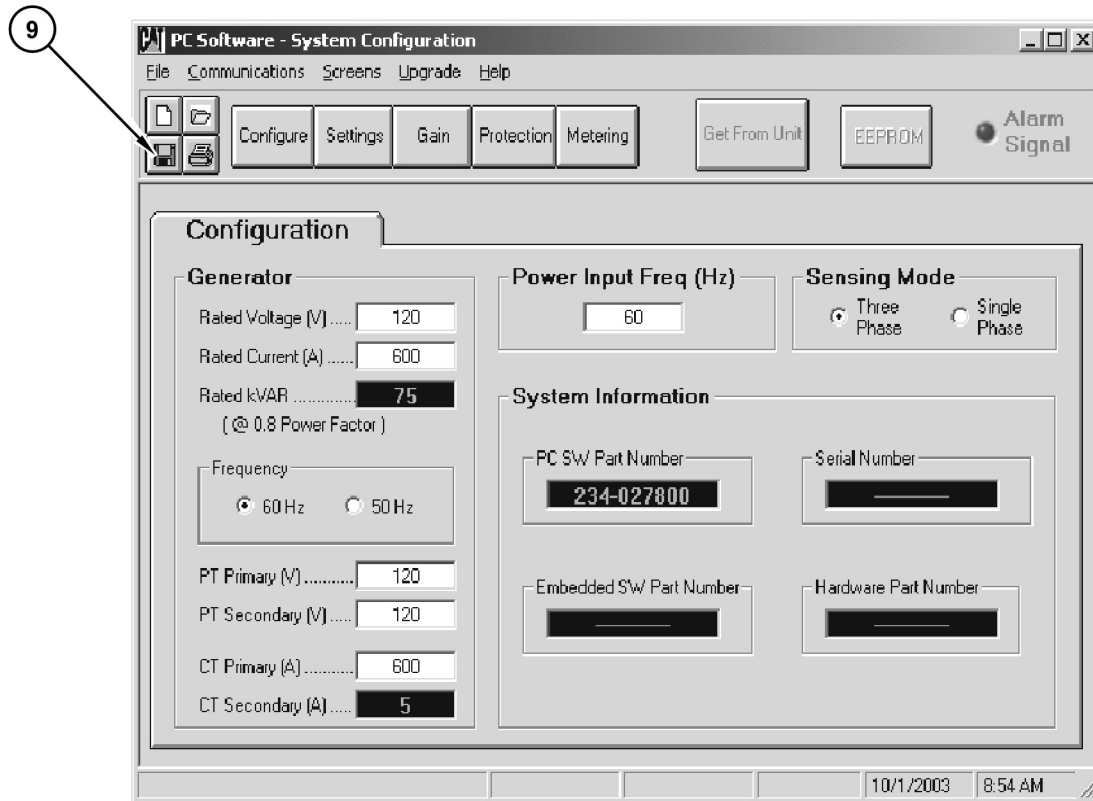 9
CAT PC Software - System Configuration
File Communications Screens Upgrade Help
Configure Settings Gain Protection Metering Get From Unit EEPROM Alarm Signal
Configuration
Generator
Rated Voltage (V)..... 120
Rated Current (A)...... 600
Rated kVAR ............. 75
( @ 0.8 Power Factor )
Frequency
60 Hz 50 Hz
PT Primary (V)........... 120
PT Secondary (V)..... 120
CT Primary (A)........... 600
CT Secondary (A)..... 5
Power Input Freq (Hz)
60
Sensing Mode
Three Phase Single Phase
System Information
PC SW Part Number
234-027800
Serial Number
Embedded SW Part Number
Hardware Part Number
10/1/2003 8:54 AM